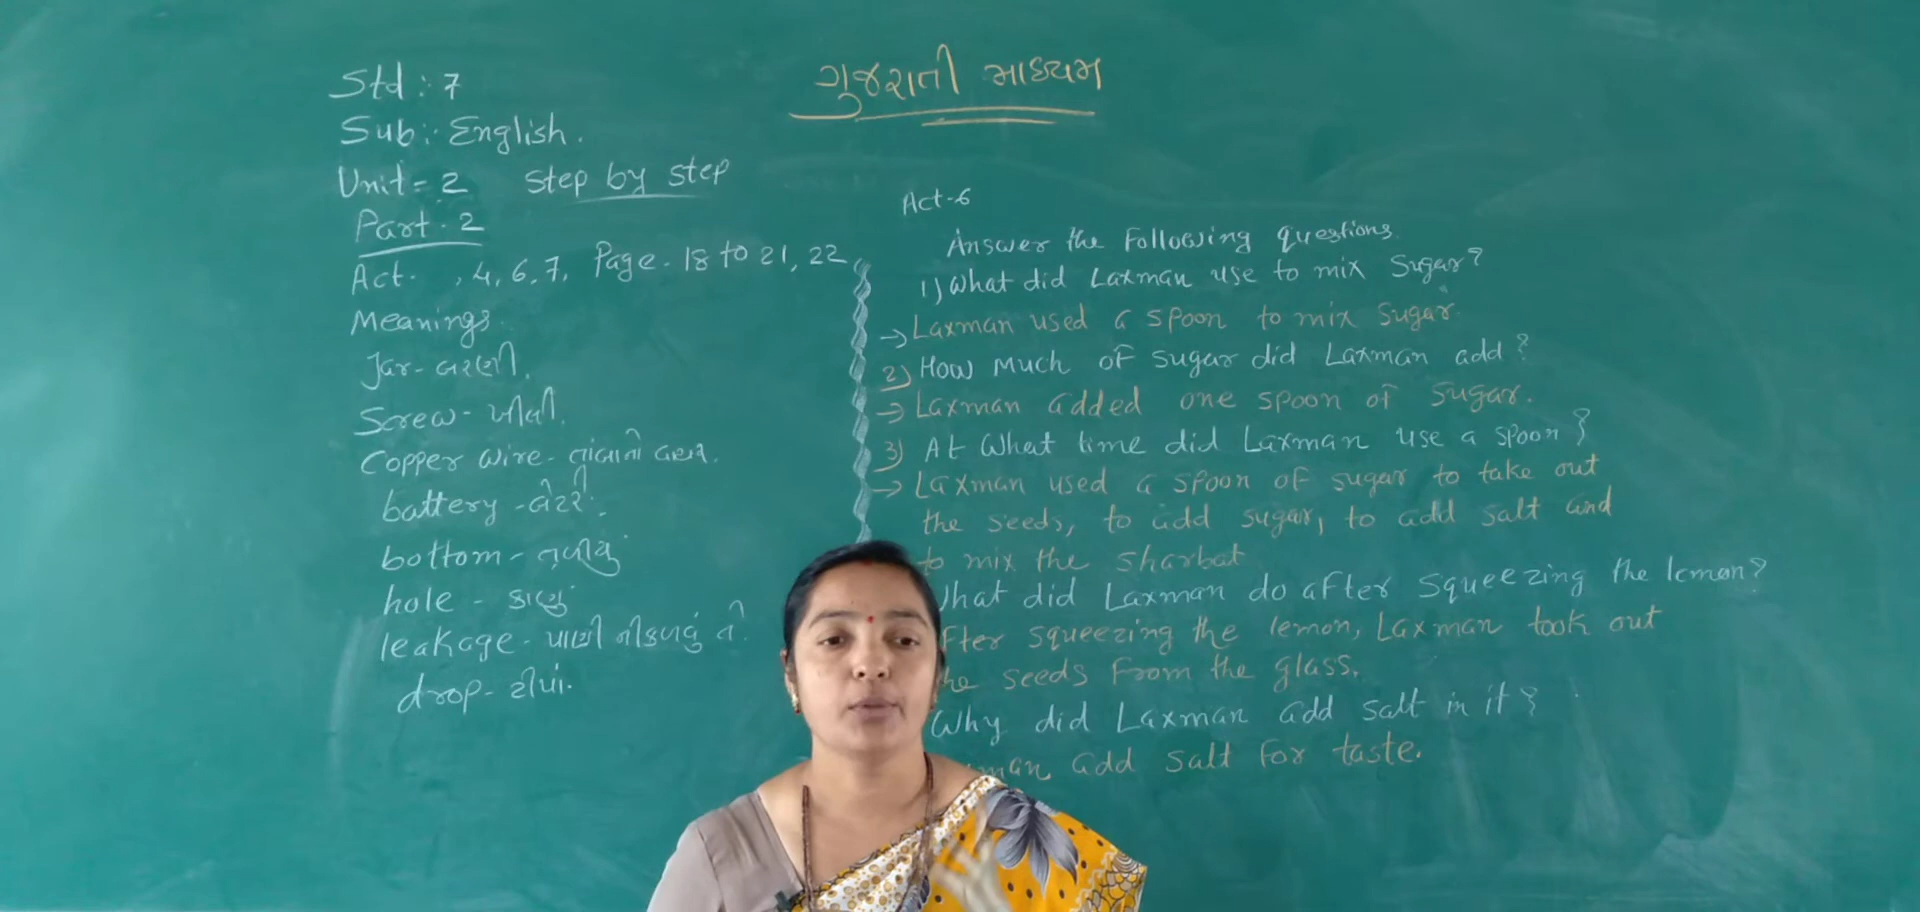 ગુજરાતી માધ્યમ
Std: 7
Sub: English.
Unit = 2 Step by step
Part. 2
Act. , 4, 6, 7, Page. 18 to 21, 22
Meanings
Jar - બરણી.
Screw -
Copper wire - તાંબાનો વાયર.
battery - બેટરી.
bottom - તળીયું
hole - કાણું
leakage - પાણી નીકળવું તે.
drop - ટીપાં.
Act-6
Answer the Following questions.
1) What did Laxman use to mix Sugar?
→ Laxman used a spoon to mix Sugar.
2) How Much of sugar did Laxman add?
→ Laxman added one spoon of sugar.
3) At What time did Laxman use a spoon?
→ Laxman used a spoon of sugar to take out
the seeds, to add sugar, to add salt and
to mix the sharbat
hat did Laxman do after squeezing the lemon?
fter squeezing the lemon, Laxman took out
he seeds From the glass.
Why did Laxman add salt in it?
man add salt for taste.